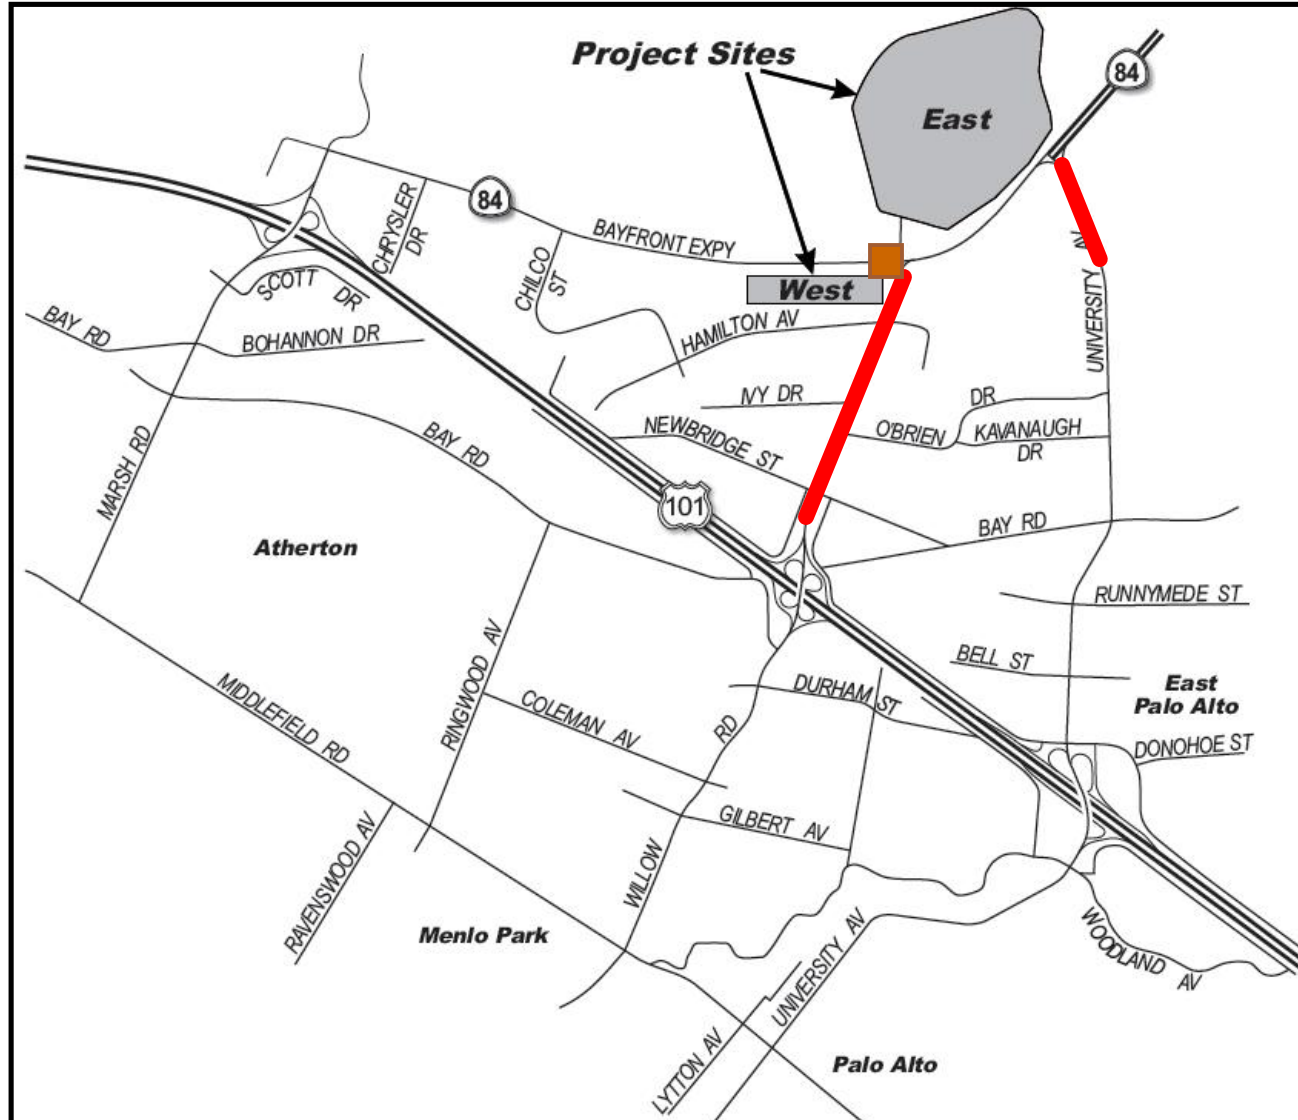 Project Sites
84
East
CHRYSLER
DR
84
BAYFRONT EXPY
AV
UNIVERSITY
SCOTT
DR
CHILCO
ST
West
BAY RD
BOHANNON DR
HAMILTON AV
IVY DR
DR
O'BRIEN
KAVANAUGH
DR
NEWBRIDGE ST
BAY RD
MARSH RD
101
BAY RD
Atherton
RUNNYMEDE ST
BELL ST
East
Palo Alto
RINGWOOD AV
DURHAM ST
MIDDLEFIELD RD
COLEMAN AV
RD
DONOHOE ST
GILBERT AV
RAVENSWOOD AV
WILLOW
Menlo Park
WOODLAND AV
UNIVERSITY AV
LYTTON AV
Palo Alto